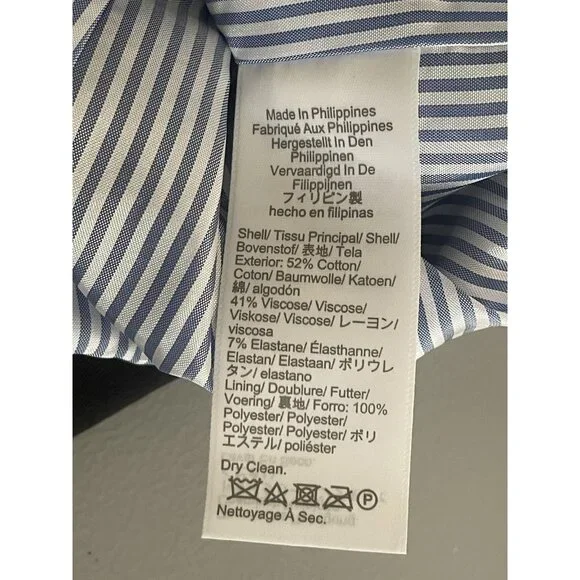 Made In Philippines
Fabriqué Aux Philippines
Hergestellt In Den
Philippinen
Vervaardigd In De
Filippijnen
フィリピン製
hecho en filipinas
Shell/ Tissu Principal/ Shell/
Bovenstof/ 表地/ Tela
Exterior: 52% Cotton/
Coton/ Baumwolle/ Katoen/
綿/ algodón
41% Viscose/ Viscose/
Viskose/ Viscose/ レーヨン/
viscosa
7% Elastane/ Élasthanne/
Elastan/ Elastaan/ ポリウレ
タン/ elastano
Lining/ Doublure/ Futter/
Voering/ 裏地/ Forro: 100%
Polyester/ Polyester/
Polyester/ Polyester/ ポリ
エステル/ poliéster
Dry Clean.
P
Nettoyage À Sec.